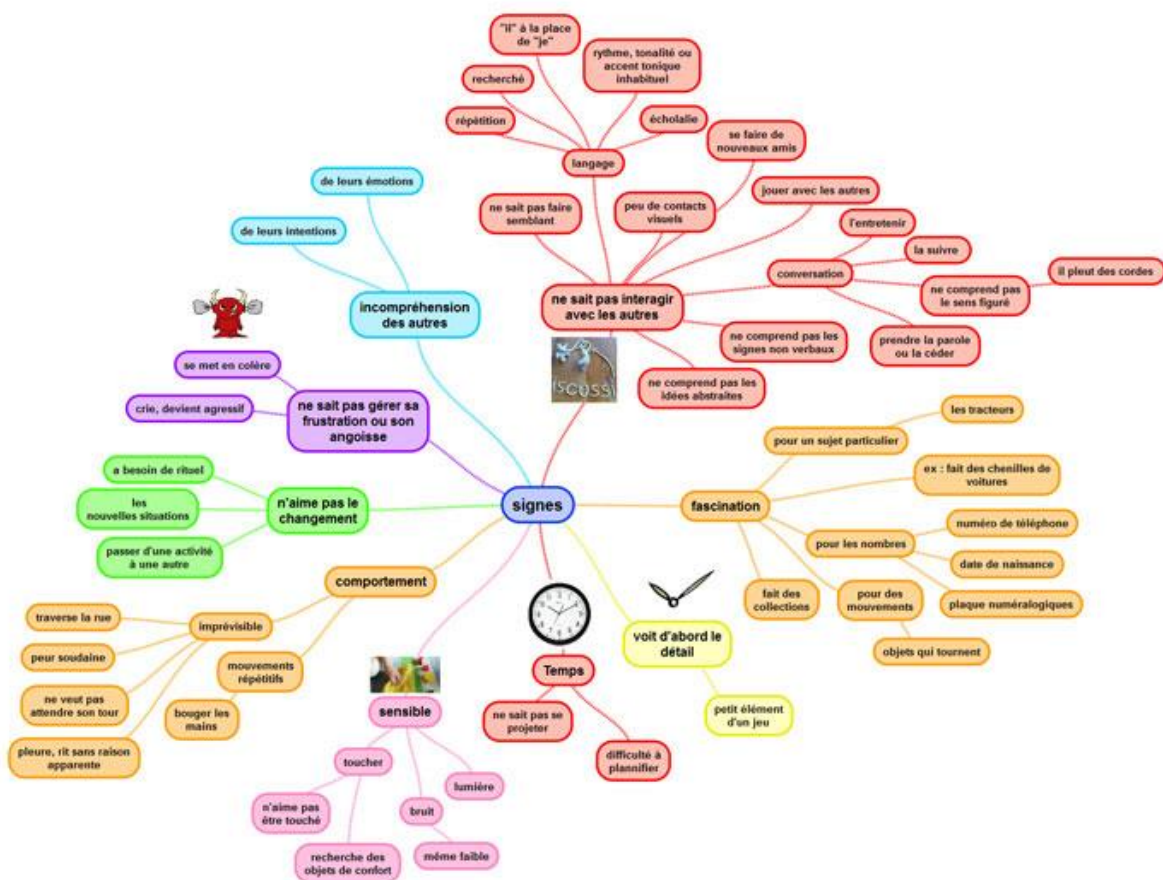 "il" à la place
de "je"
rythme, tonalité ou
accent tonique
inhabituel
recherché
répétition
écholalie
langage
se faire de
nouveaux amis
ne sait pas faire
semblant
peu de contacts
visuels
jouer avec les autres
l'entretenir
la suivre
conversation
ne comprend pas
le sens figuré
il pleut des cordes
prendre la parole
ou la céder
ne sait pas interagir
avec les autres
ne comprend pas les
signes non verbaux
ne comprend pas les
idées abstraites
ISCUSSI
de leurs émotions
de leurs intentions
incompréhension
des autres
se met en colère
crie, devient agressif
ne sait pas gérer sa
frustration ou son
angoisse
a besoin de rituel
les
nouvelles situations
passer d'une activité
à une autre
n'aime pas le
changement
signes
fascination
pour un sujet particulier
les tracteurs
ex : fait des chenilles de
voitures
pour les nombres
numéro de téléphone
date de naissance
plaque numéralogiques
fait des
collections
pour des
mouvements
objets qui tournent
comportement
imprévisible
traverse la rue
peur soudaine
ne veut pas
attendre son tour
pleure, rit sans raison
apparente
mouvements
répétitifs
bouger les
mains
sensible
toucher
n'aime pas
être touché
recherche des
objets de confort
bruit
même faible
lumière
Temps
ne sait pas se
projeter
difficulté à
plannifier
voit d'abord le
détail
petit élément
d'un jeu